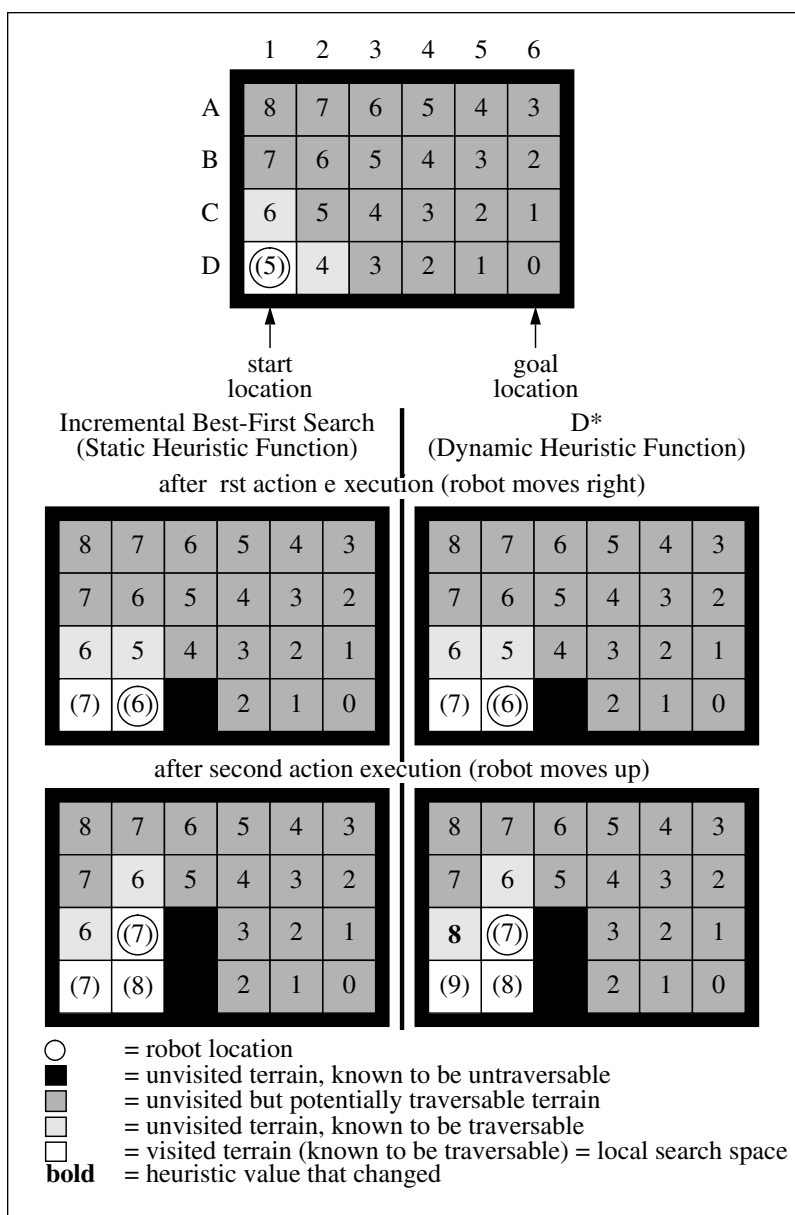 1 2 3 4 5 6
A 8 7 6 5 4 3
B 7 6 5 4 3 2
C 6 5 4 3 2 1
D (5) 4 3 2 1 0
start location
goal location
Incremental Best-First Search
(Static Heuristic Function)
D*
(Dynamic Heuristic Function)
after rst action e xecution (robot moves right)
8 7 6 5 4 3
7 6 5 4 3 2
6 5 4 3 2 1
(7) (6) 2 1 0
8 7 6 5 4 3
7 6 5 4 3 2
6 5 4 3 2 1
(7) (6) 2 1 0
after second action execution (robot moves up)
8 7 6 5 4 3
7 6 5 4 3 2
6 (7) 3 2 1
(7) (8) 2 1 0
8 7 6 5 4 3
7 6 5 4 3 2
8 (7) 3 2 1
(9) (8) 2 1 0
= robot location
= unvisited terrain, known to be untraversable
= unvisited but potentially traversable terrain
= unvisited terrain, known to be traversable
= visited terrain (known to be traversable) = local search space
bold = heuristic value that changed